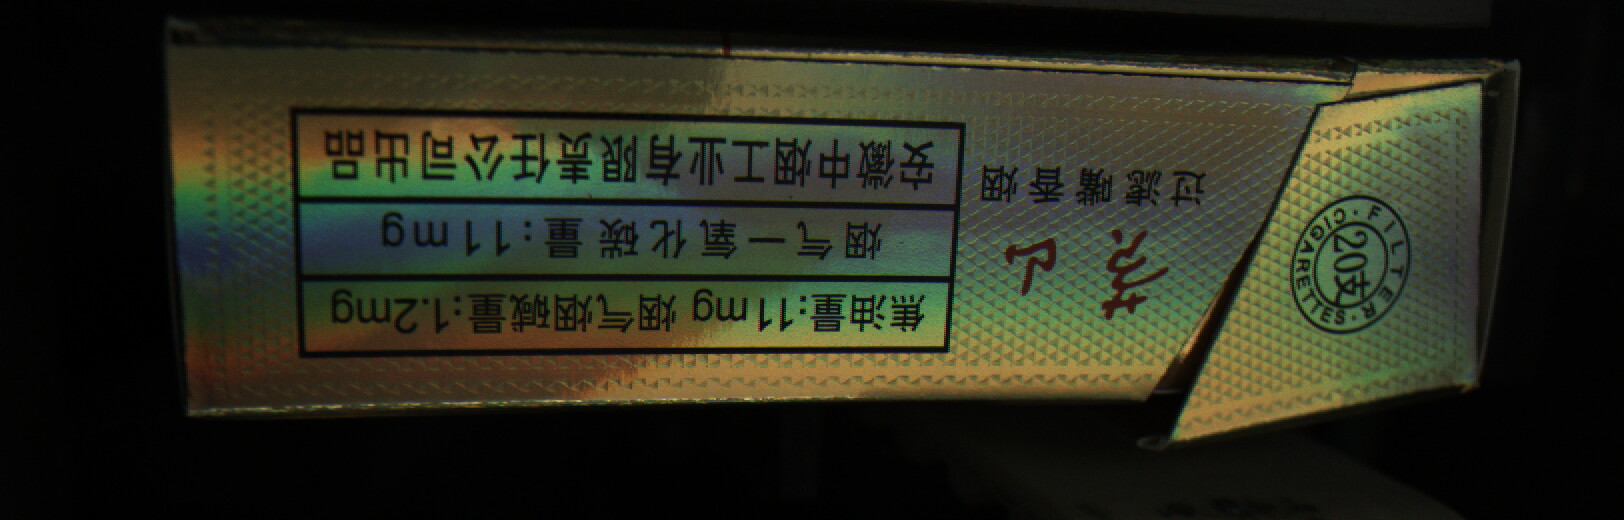 FILTER · CIGARETTES ·
20支
黄山
过滤嘴香烟
焦油量:11mg 烟气烟碱量:1.2mg
烟气一氧化碳量:11mg
安徽中烟工业有限责任公司出品